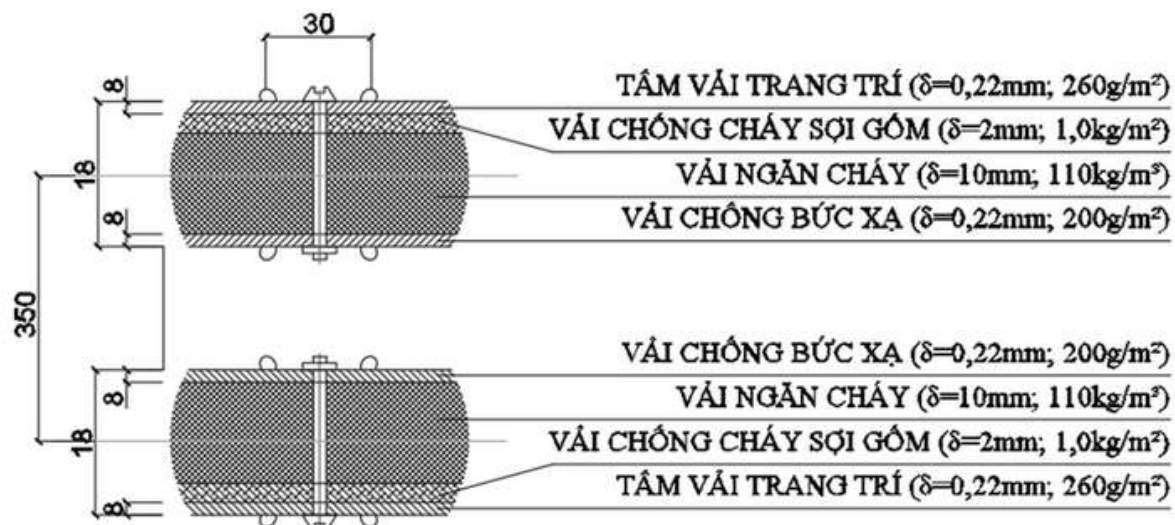 30
8
TẤM VẢI TRANG TRÍ (δ=0,22mm; 260g/m²)
VẢI CHỐNG CHÁY SỢI GỐM (δ=2mm; 1,0kg/m²)
18
VẢI NGĂN CHÁY (δ=10mm; 110kg/m³)
8
VẢI CHỐNG BỨC XẠ (δ=0,22mm; 200g/m²)
350
VẢI CHỐNG BỨC XẠ (δ=0,22mm; 200g/m²)
8
VẢI NGĂN CHÁY (δ=10mm; 110kg/m³)
18
VẢI CHỐNG CHÁY SỢI GỐM (δ=2mm; 1,0kg/m²)
TẤM VẢI TRANG TRÍ (δ=0,22mm; 260g/m²)
8